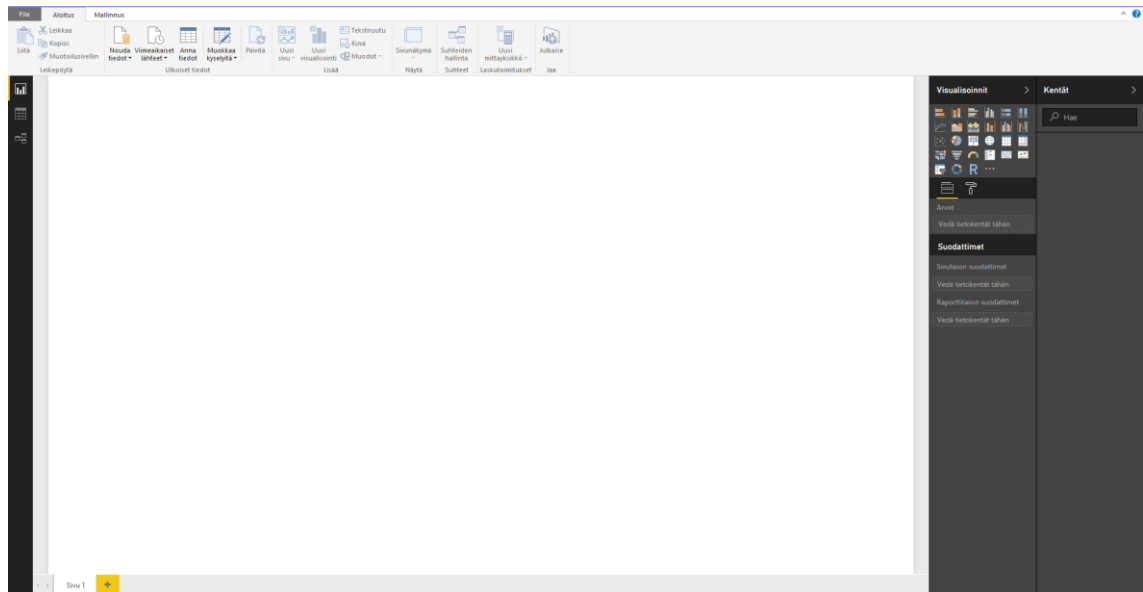 File Aloitus Mallinnus
Liitä
Leikkaa
Kopioi
Muotoilusivellin
Leikepöytä
Nouda tiedot
Viimeaikaiset lähteet
Anna tiedot
Muokkaa kyselyitä
Päivitä
Ulkoiset tiedot
Uusi sivu
Uusi visualisointi
Tekstiruutu
Kuva
Muodot
Lisää
Sivunäkymä
Näytä
Suhteiden hallinta
Suhteet
Uusi mittayksikkö
Laskutoimitukset
Julkaise
Jaa
Visualisoinnit
R
Arvot
Vedä tietokentät tähän
Suodattimet
Sivutason suodattimet
Vedä tietokentät tähän
Raporttitason suodattimet
Vedä tietokentät tähän
Kentät
Hae
Sivu 1